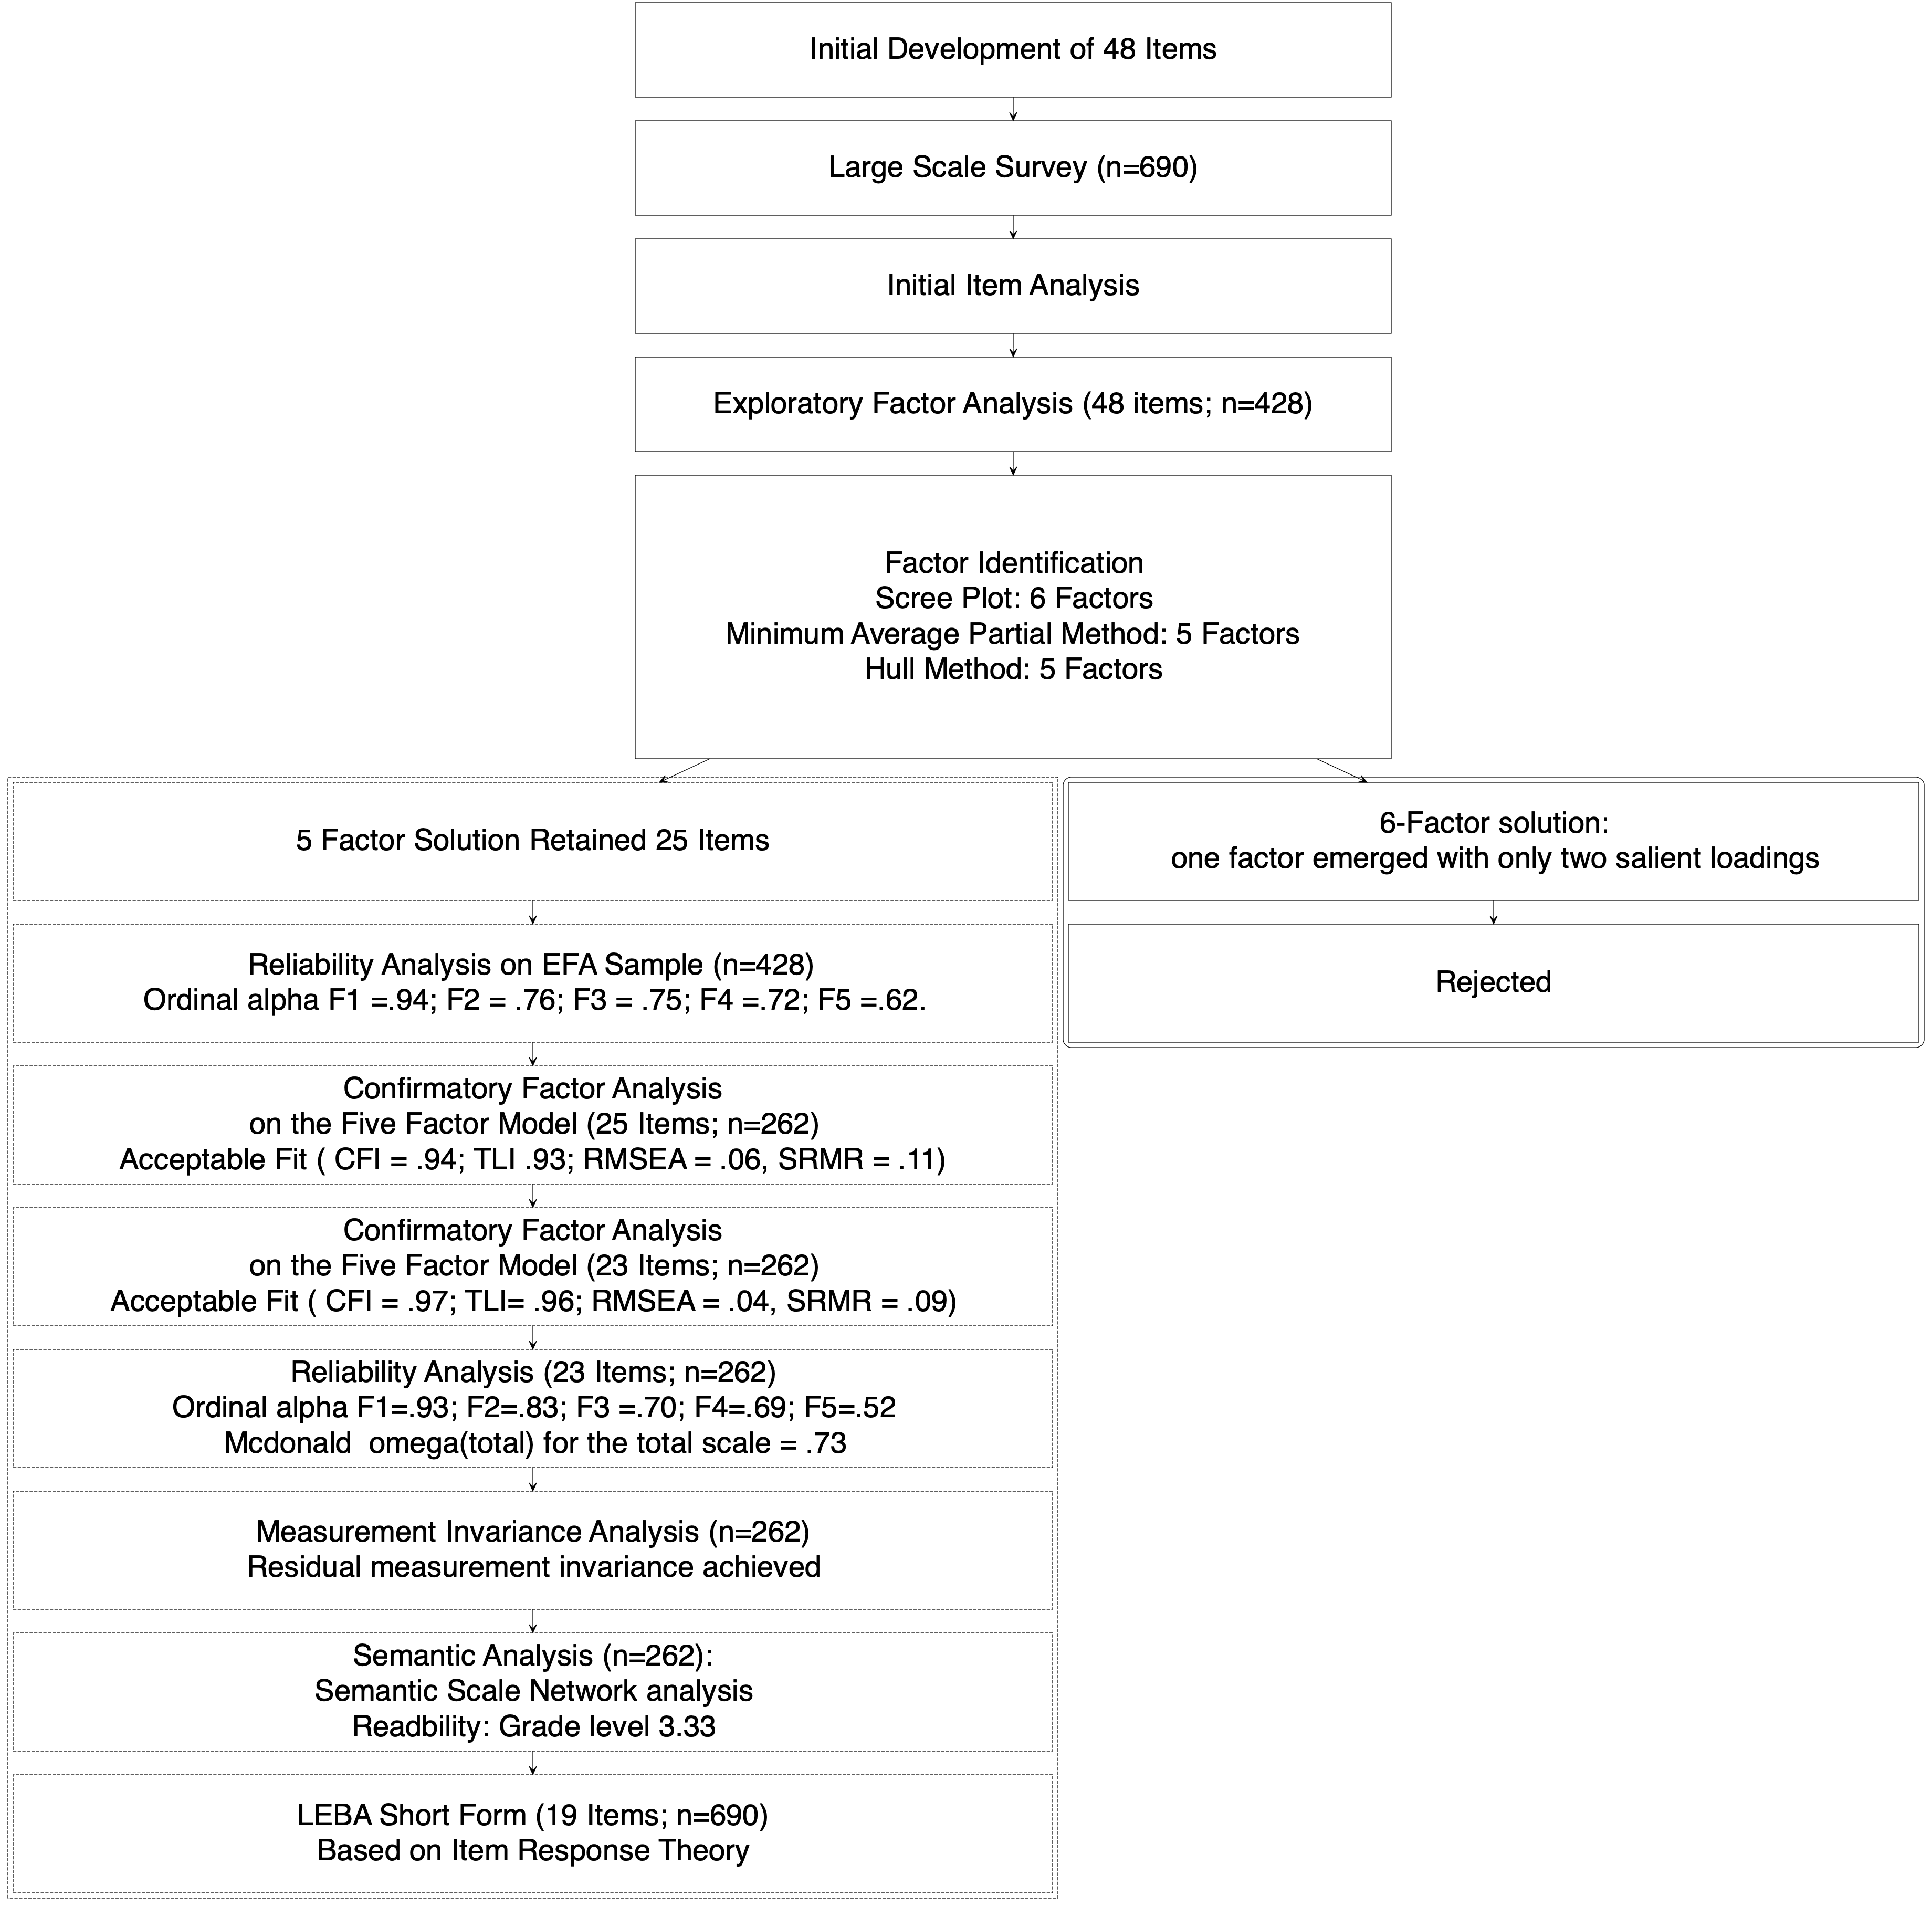 Initial Development of 48 Items
Large Scale Survey (n=690)
Initial Item Analysis
Exploratory Factor Analysis (48 items; n=428)
Factor Identification
Scree Plot: 6 Factors
Minimum Average Partial Method: 5 Factors
Hull Method: 5 Factors
5 Factor Solution Retained 25 Items
6-Factor solution:
one factor emerged with only two salient loadings
Rejected
Reliability Analysis on EFA Sample (n=428)
Ordinal alpha F1 =.94; F2 = .76; F3 = .75; F4 =.72; F5 =.62.
Confirmatory Factor Analysis
on the Five Factor Model (25 Items; n=262)
Acceptable Fit ( CFI = .94; TLI .93; RMSEA = .06, SRMR = .11)
Confirmatory Factor Analysis
on the Five Factor Model (23 Items; n=262)
Acceptable Fit ( CFI = .97; TLI= .96; RMSEA = .04, SRMR = .09)
Reliability Analysis (23 Items; n=262)
Ordinal alpha F1=.93; F2=.83; F3 =.70; F4=.69; F5=.52
Mcdonald  omega(total) for the total scale = .73
Measurement Invariance Analysis (n=262)
Residual measurement invariance achieved
Semantic Analysis (n=262):
Semantic Scale Network analysis
Readbility: Grade level 3.33
LEBA Short Form (19 Items; n=690)
Based on Item Response Theory